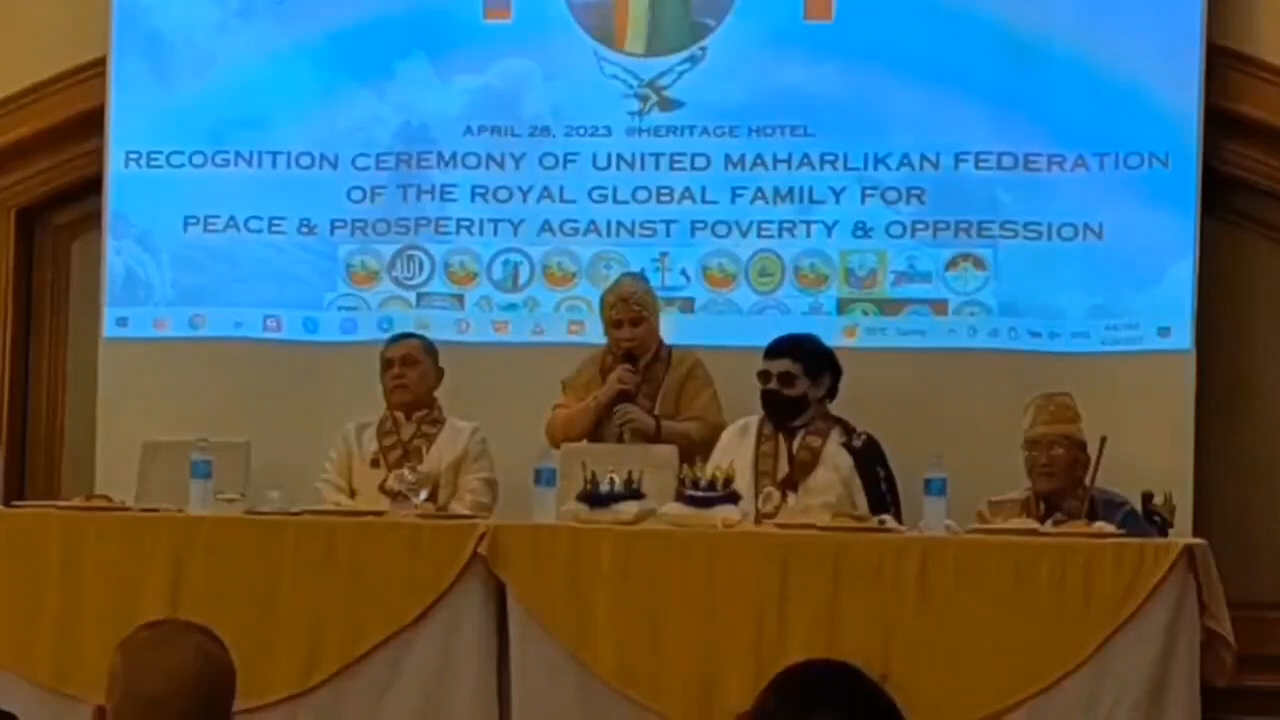 APRIL 28, 2023 @HERITAGE HOTEL
RECOGNITION CEREMONY OF UNITED MAHARLIKAN FEDERATION
OF THE ROYAL GLOBAL FAMILY FOR
PEACE & PROSPERITY AGAINST POVERTY & OPPRESSION
Sunny